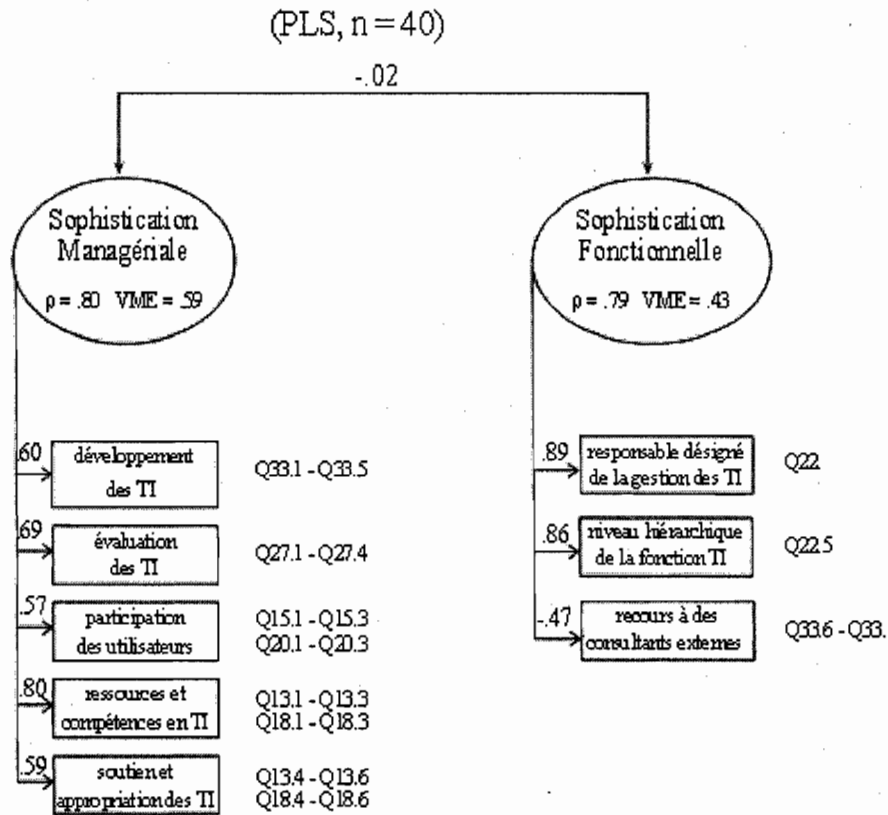 (PLS, n=40)
-.02
Sophistication
Managériale
ρ = .80 VME = .59
Sophistication
Fonctionnelle
ρ = .79 VME = .43
.60
développement
des TI
Q33.1 - Q33.5
.69
évaluation
des TI
Q27.1 - Q27.4
.57
participation
des utilisateurs
Q15.1 - Q15.3
Q20.1 - Q20.3
.80
ressources et
compétences en TI
Q13.1 - Q13.3
Q18.1 - Q18.3
.59
soutien et
appropriation des TI
Q13.4 - Q13.6
Q18.4 - Q18.6
.89
responsable désigné
de la gestion des TI
Q22
.86
niveau hiérarchique
de la fonction TI
Q22.5
-.47
recours à des
consultants externes
Q33.6 - Q33.